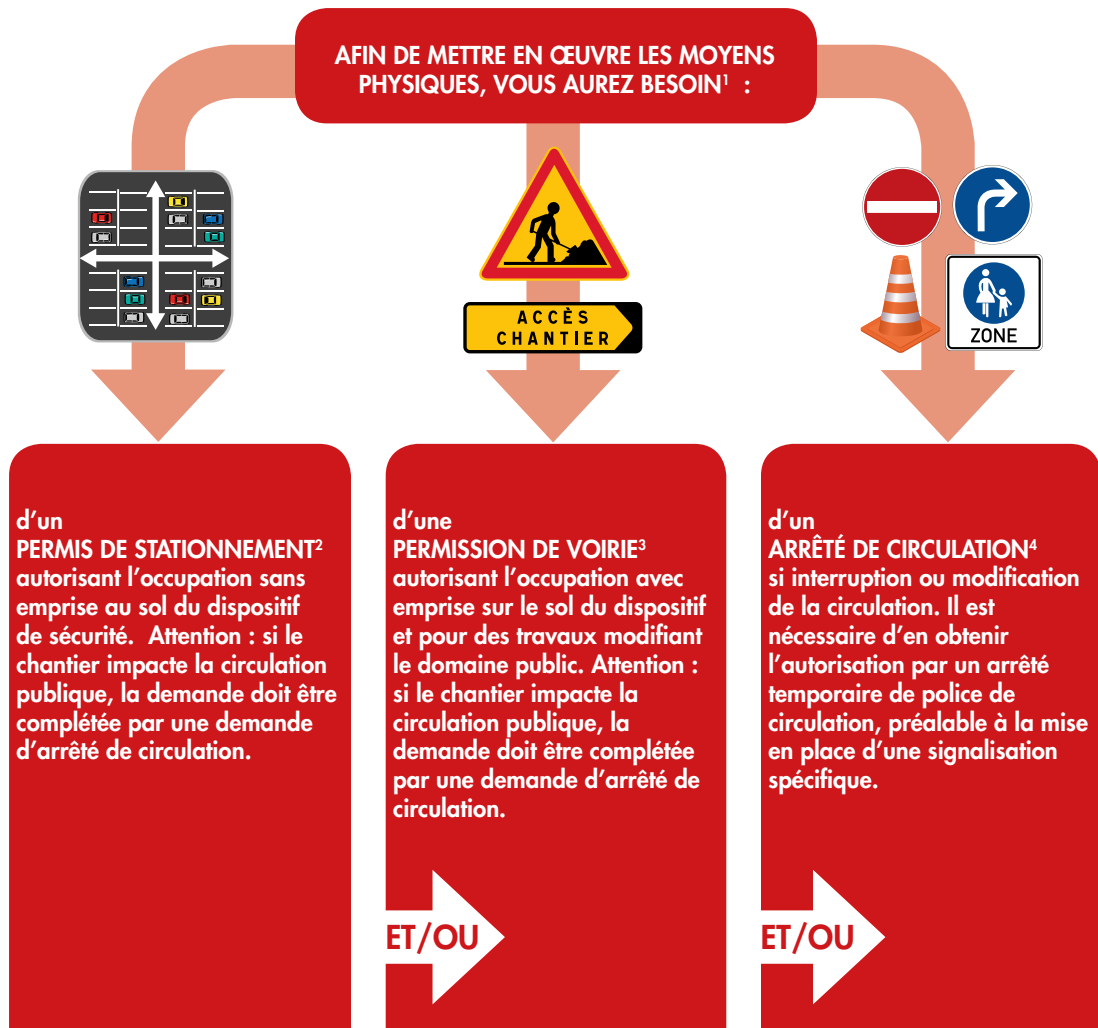 AFIN DE METTRE EN ŒUVRE LES MOYENS
PHYSIQUES, VOUS AUREZ BESOIN¹ :
ACCÈS
CHANTIER
ZONE
d’un
PERMIS DE STATIONNEMENT²
autorisant l’occupation sans
emprise au sol du dispositif
de sécurité. Attention : si le
chantier impacte la circulation
publique, la demande doit être
complétée par une demande
d’arrêté de circulation.
d’une
PERMISSION DE VOIRIE³
autorisant l’occupation avec
emprise sur le sol du dispositif
et pour des travaux modifiant
le domaine public. Attention :
si le chantier impacte la
circulation publique, la
demande doit être complétée
par une demande d’arrêté de
circulation.
ET/OU
d’un
ARRÊTÉ DE CIRCULATION⁴
si interruption ou modification
de la circulation. Il est
nécessaire d’en obtenir
l’autorisation par un arrêté
temporaire de police de
circulation, préalable à la mise
en place d’une signalisation
spécifique.
ET/OU